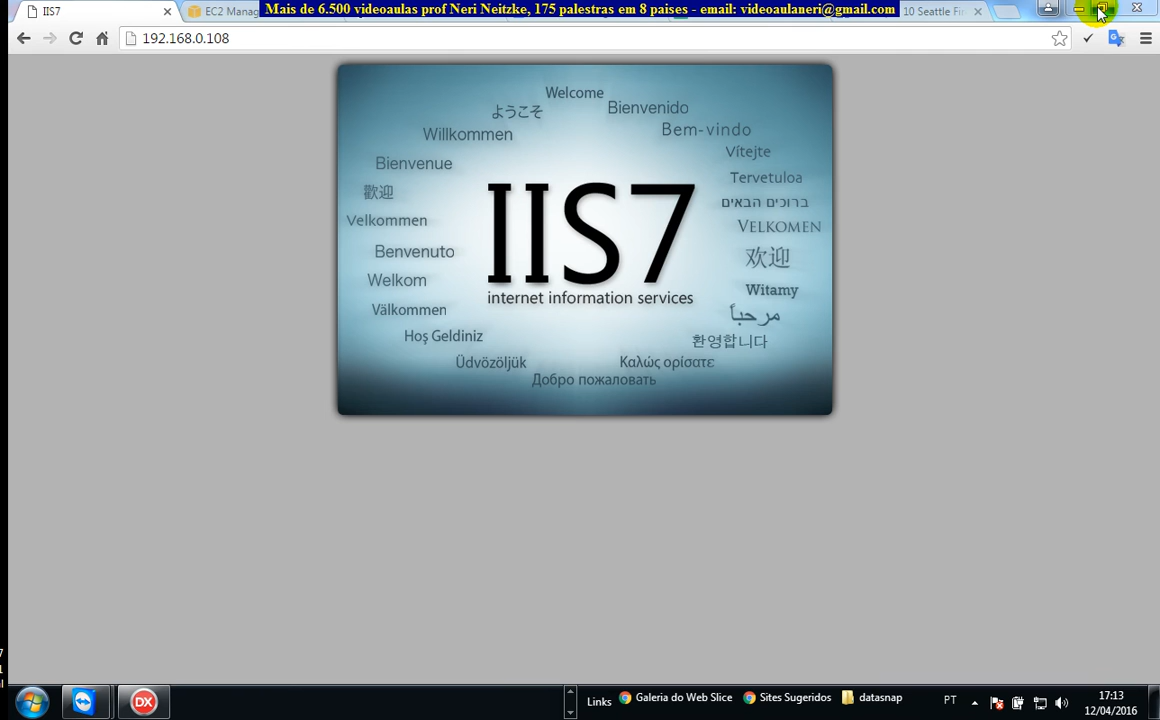 Mais de 6.500 videoaulas prof Neri Neitzke, 175 palestras em 8 paises - email: videoaulaneri@gmail.com
IIS7
EC2 Manag
10 Seattle Fi
192.168.0.108
Welcome
ようこそ
Bienvenido
Willkommen
Bem-vindo
Vítejte
Bienvenue
Tervetuloa
歡迎
ברוכים הבאים
Velkommen
VELKOMEN
IIS7
Benvenuto
欢迎
Welkom
Witamy
internet information services
Välkommen
مرحباً
Hoş Geldiniz
환영합니다
Üdvözöljük
Καλώς ορίσατε
Добро пожаловать
7
1
al
DX
Links
Galeria do Web Slice
Sites Sugeridos
datasnap
PT
17:13
12/04/2016